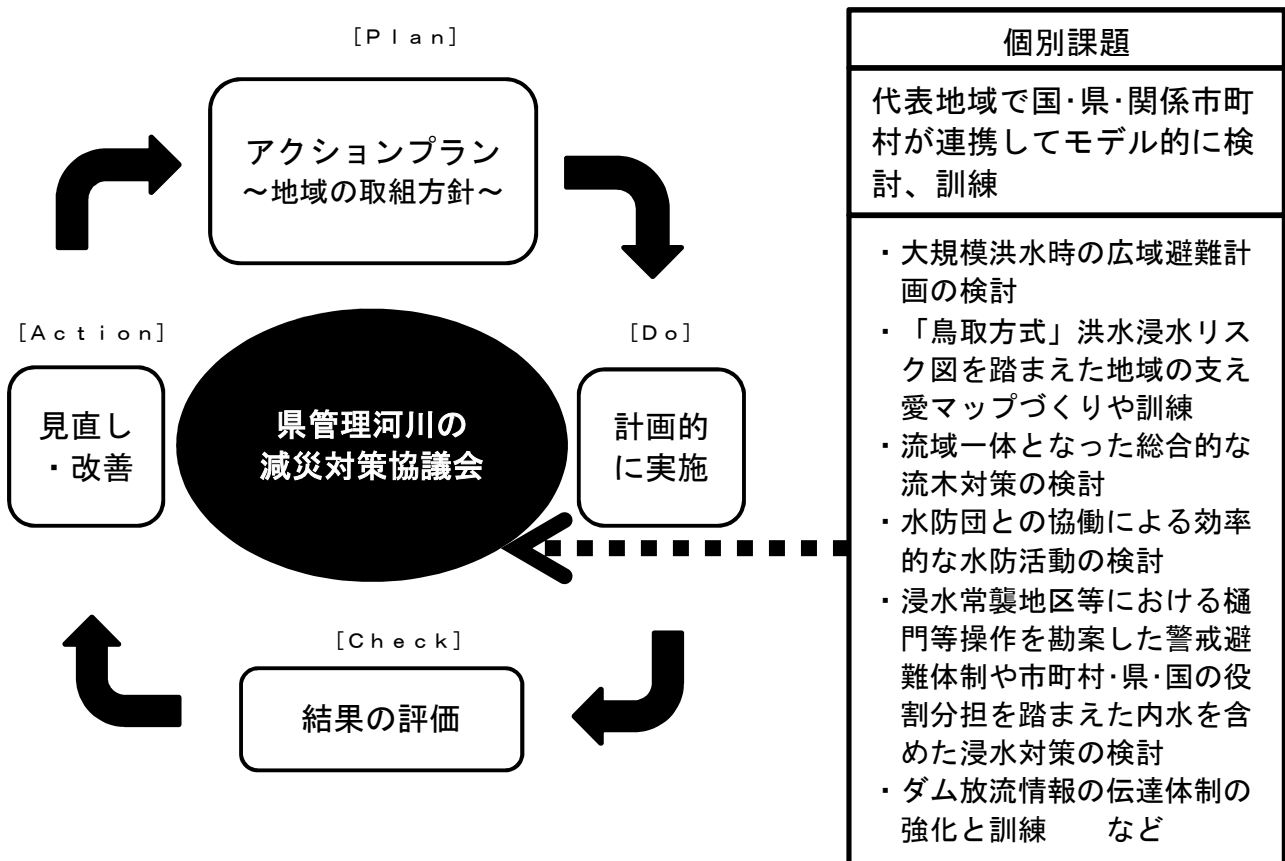 [Plan]
アクションプラン
~地域の取組方針~
[Action]
見直し
・改善
県管理河川の
減災対策協議会
[Do]
計画的
に実施
[Check]
結果の評価
個別課題
代表地域で国･県･関係市町
村が連携してモデル的に検
討、訓練
・大規模洪水時の広域避難計
画の検討
・「鳥取方式」洪水浸水リス
ク図を踏まえた地域の支え
愛マップづくりや訓練
・流域一体となった総合的な
流木対策の検討
・水防団との協働による効率
的な水防活動の検討
・浸水常襲地区等における樋
門等操作を勘案した警戒避
難体制や市町村･県･国の役
割分担を踏まえた内水を含
めた浸水対策の検討
・ダム放流情報の伝達体制の
強化と訓練　　など